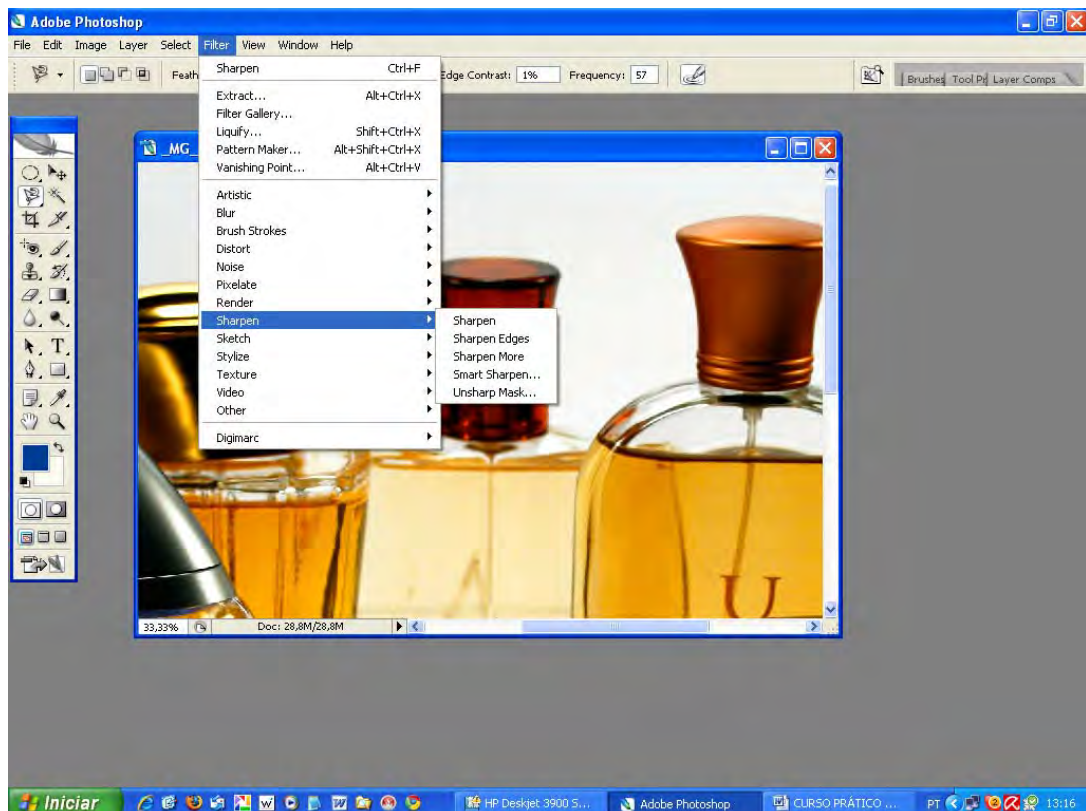 Adobe Photoshop
File Edit Image Layer Select Filter View Window Help
Feath
Edge Contrast: 1% Frequency: 57
Brushes Tool Pr Layer Comps
Sharpen Ctrl+F
Extract... Alt+Ctrl+X
Filter Gallery...
Liquify... Shift+Ctrl+X
Pattern Maker... Alt+Shift+Ctrl+X
Vanishing Point... Alt+Ctrl+V
Artistic
Blur
Brush Strokes
Distort
Noise
Pixelate
Render
Sharpen
Sketch
Stylize
Texture
Video
Other
Digimarc
Sharpen
Sharpen Edges
Sharpen More
Smart Sharpen...
Unsharp Mask...
_MG_
T
A
U
33,33% Doc: 28,8M/28,8M
Iniciar
HP Deskjet 3900 S... Adobe Photoshop CURSO PRÁTICO ... PT 13:16